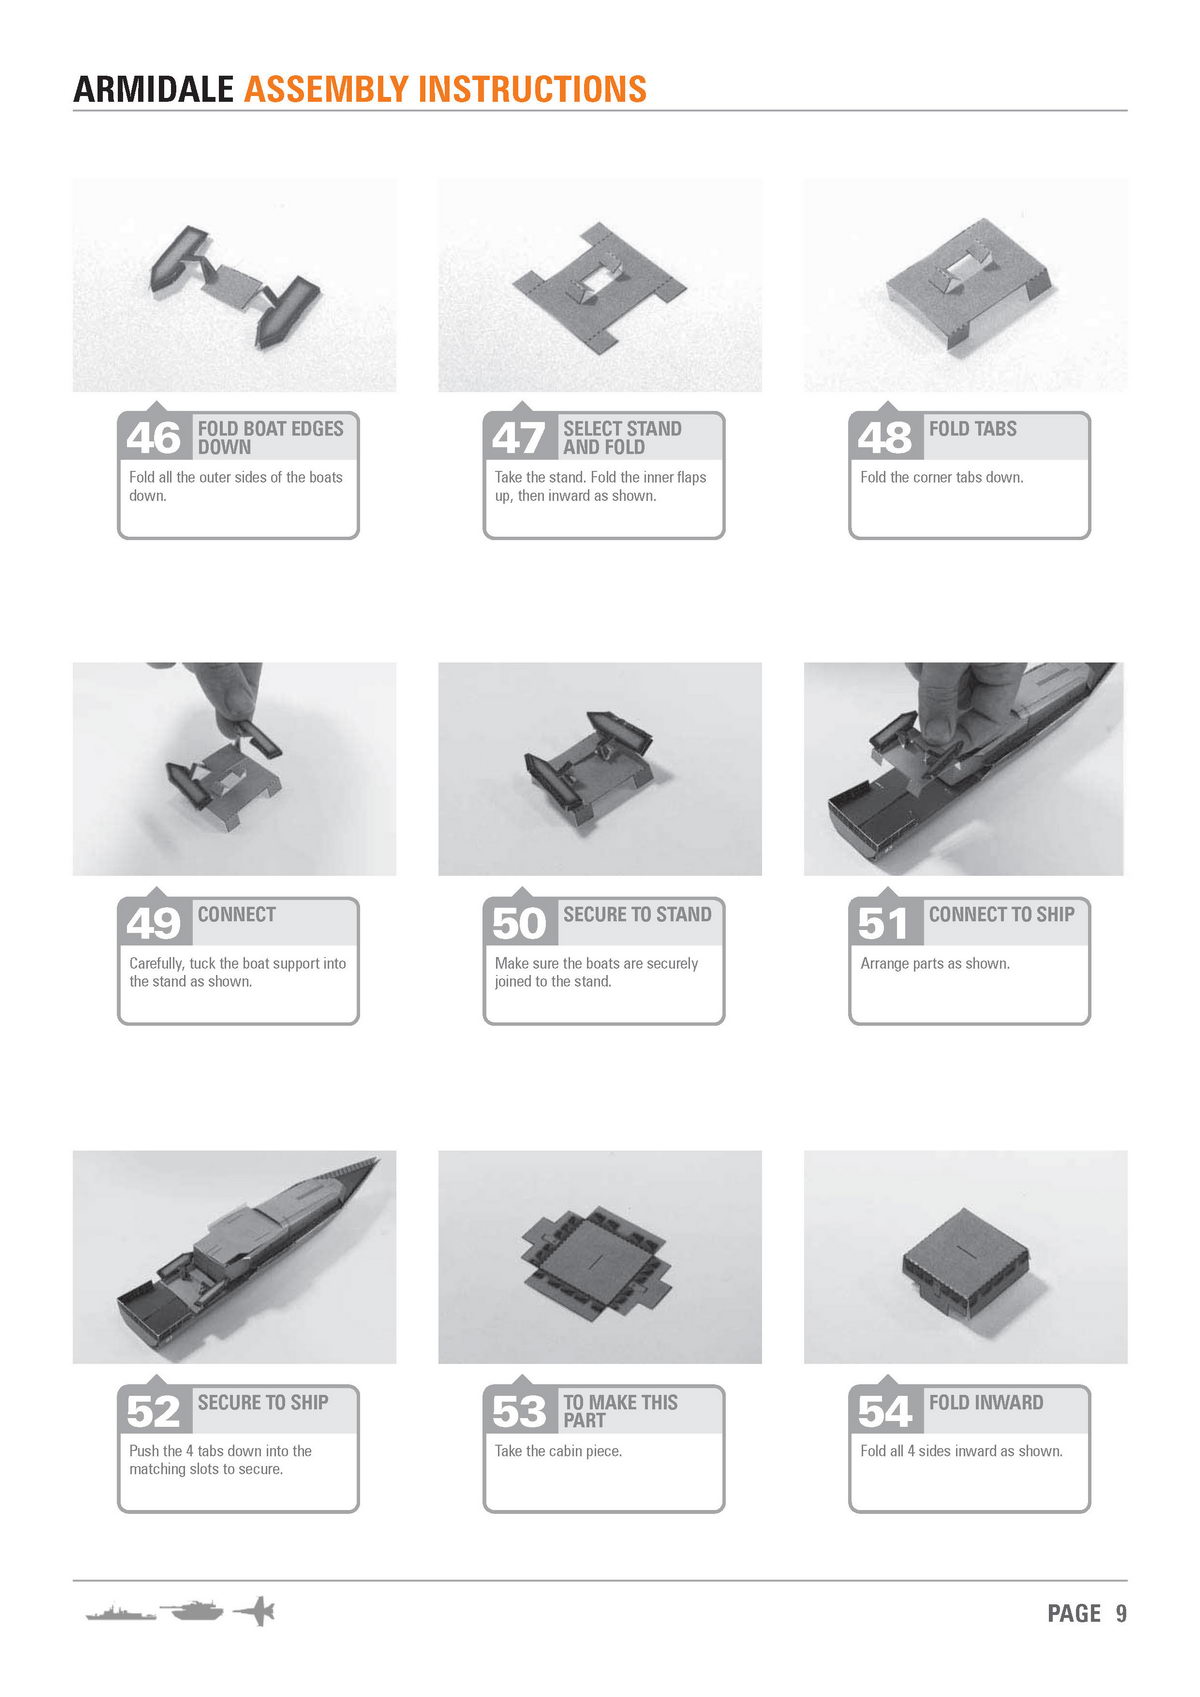 ARMIDALE ASSEMBLY INSTRUCTIONS
46
FOLD BOAT EDGES
DOWN
Fold all the outer sides of the boats
down.
47
SELECT STAND
AND FOLD
Take the stand. Fold the inner flaps
up, then inward as shown.
48
FOLD TABS
Fold the corner tabs down.
49
CONNECT
Carefully, tuck the boat support into
the stand as shown.
50
SECURE TO STAND
Make sure the boats are securely
joined to the stand.
51
CONNECT TO SHIP
Arrange parts as shown.
52
SECURE TO SHIP
Push the 4 tabs down into the
matching slots to secure.
53
TO MAKE THIS
PART
Take the cabin piece.
54
FOLD INWARD
Fold all 4 sides inward as shown.
PAGE 9